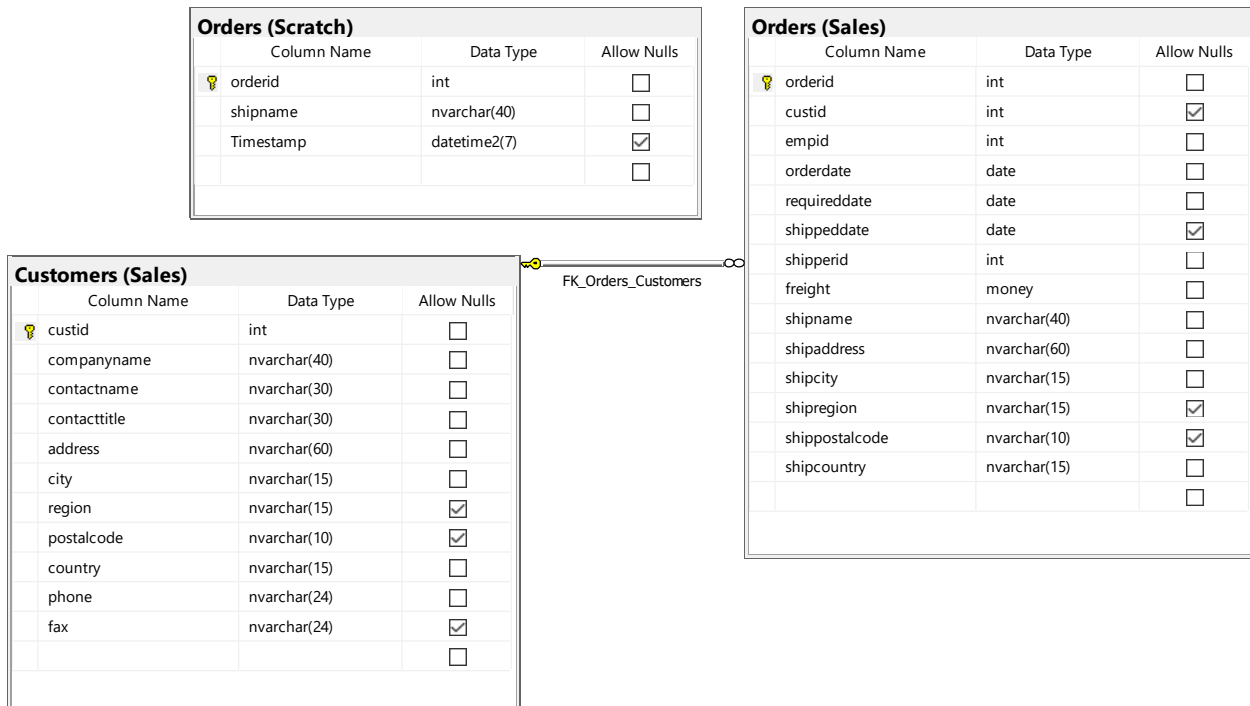 Orders (Scratch)
Column Name Data Type Allow Nulls
orderid int
shipname nvarchar(40)
Timestamp datetime2(7)
Orders (Sales)
Column Name Data Type Allow Nulls
orderid int
custid int
empid int
orderdate date
requireddate date
shippeddate date
shipperid int
freight money
shipname nvarchar(40)
shipaddress nvarchar(60)
shipcity nvarchar(15)
shipregion nvarchar(15)
shippostalcode nvarchar(10)
shipcountry nvarchar(15)
Customers (Sales)
Column Name Data Type Allow Nulls
custid int
companyname nvarchar(40)
contactname nvarchar(30)
contacttitle nvarchar(30)
address nvarchar(60)
city nvarchar(15)
region nvarchar(15)
postalcode nvarchar(10)
country nvarchar(15)
phone nvarchar(24)
fax nvarchar(24)
FK_Orders_Customers